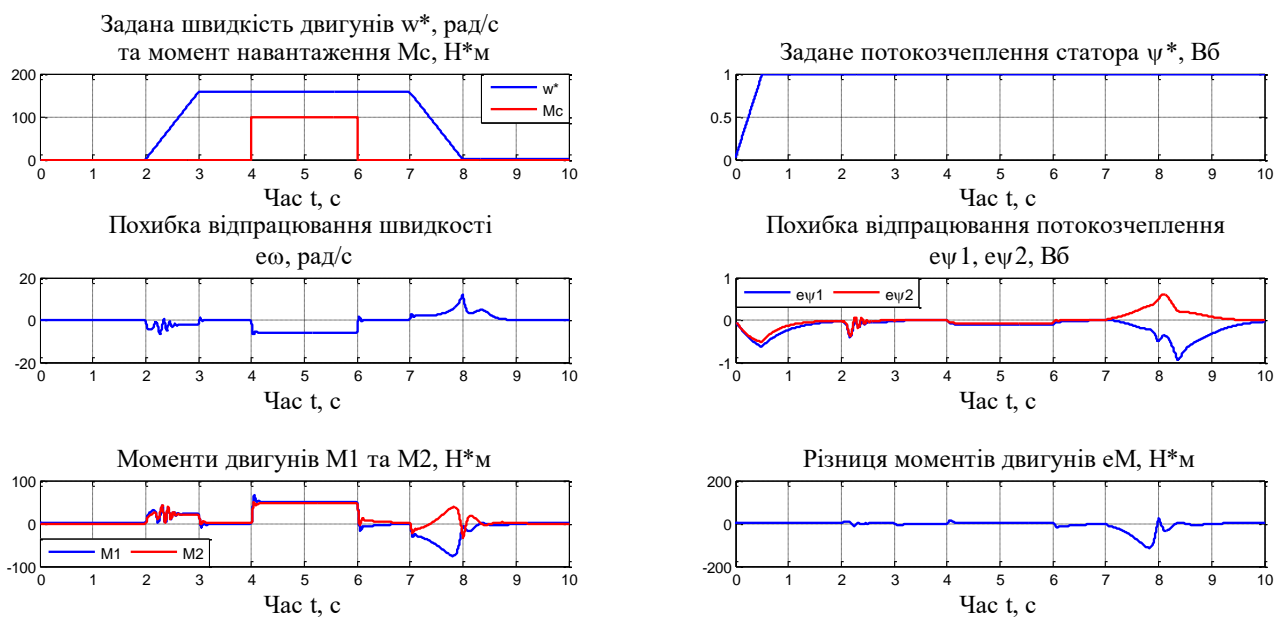 Задана швидкість двигунів w*, рад/с
та момент навантаження Мс, Н*м
200
100
0
w*
Mc
0 1 2 3 4 5 6 7 8 9 10
Час t, с
Задане потокозчеплення статора ψ*, Вб
1
0.5
0
0 1 2 3 4 5 6 7 8 9 10
Час t, с
Похибка відпрацювання швидкості
eω, рад/с
20
0
-20
0 1 2 3 4 5 6 7 8 9 10
Час t, с
Похибка відпрацювання потокозчеплення
eψ1, eψ2, Вб
1
0
-1
eψ1 eψ2
0 1 2 3 4 5 6 7 8 9 10
Час t, с
Моменти двигунів М1 та М2, Н*м
100
0
-100
M1 M2
0 1 2 3 4 5 6 7 8 9 10
Час t, с
Різниця моментів двигунів еМ, Н*м
200
0
-200
0 1 2 3 4 5 6 7 8 9 10
Час t, с